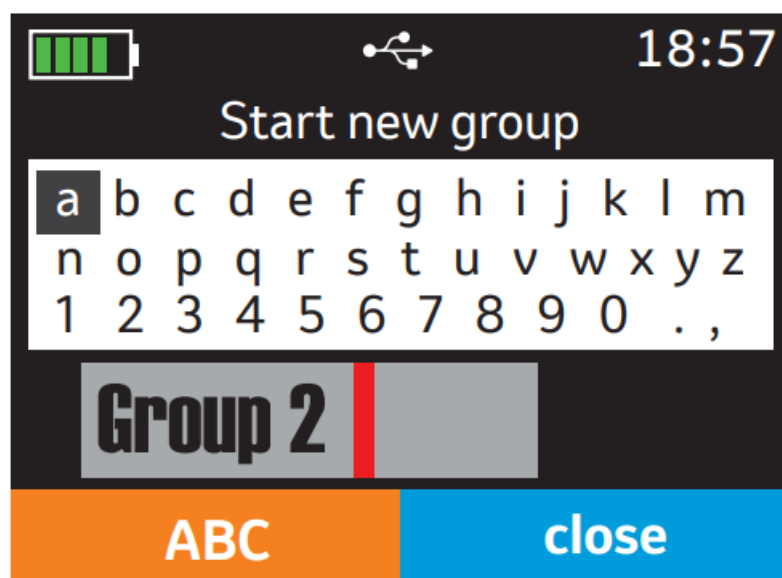 18:57
Start new group
a b c d e f g h i j k l m
n o p q r s t u v w x y z
1 2 3 4 5 6 7 8 9 0 . ,
Group 2
ABC close